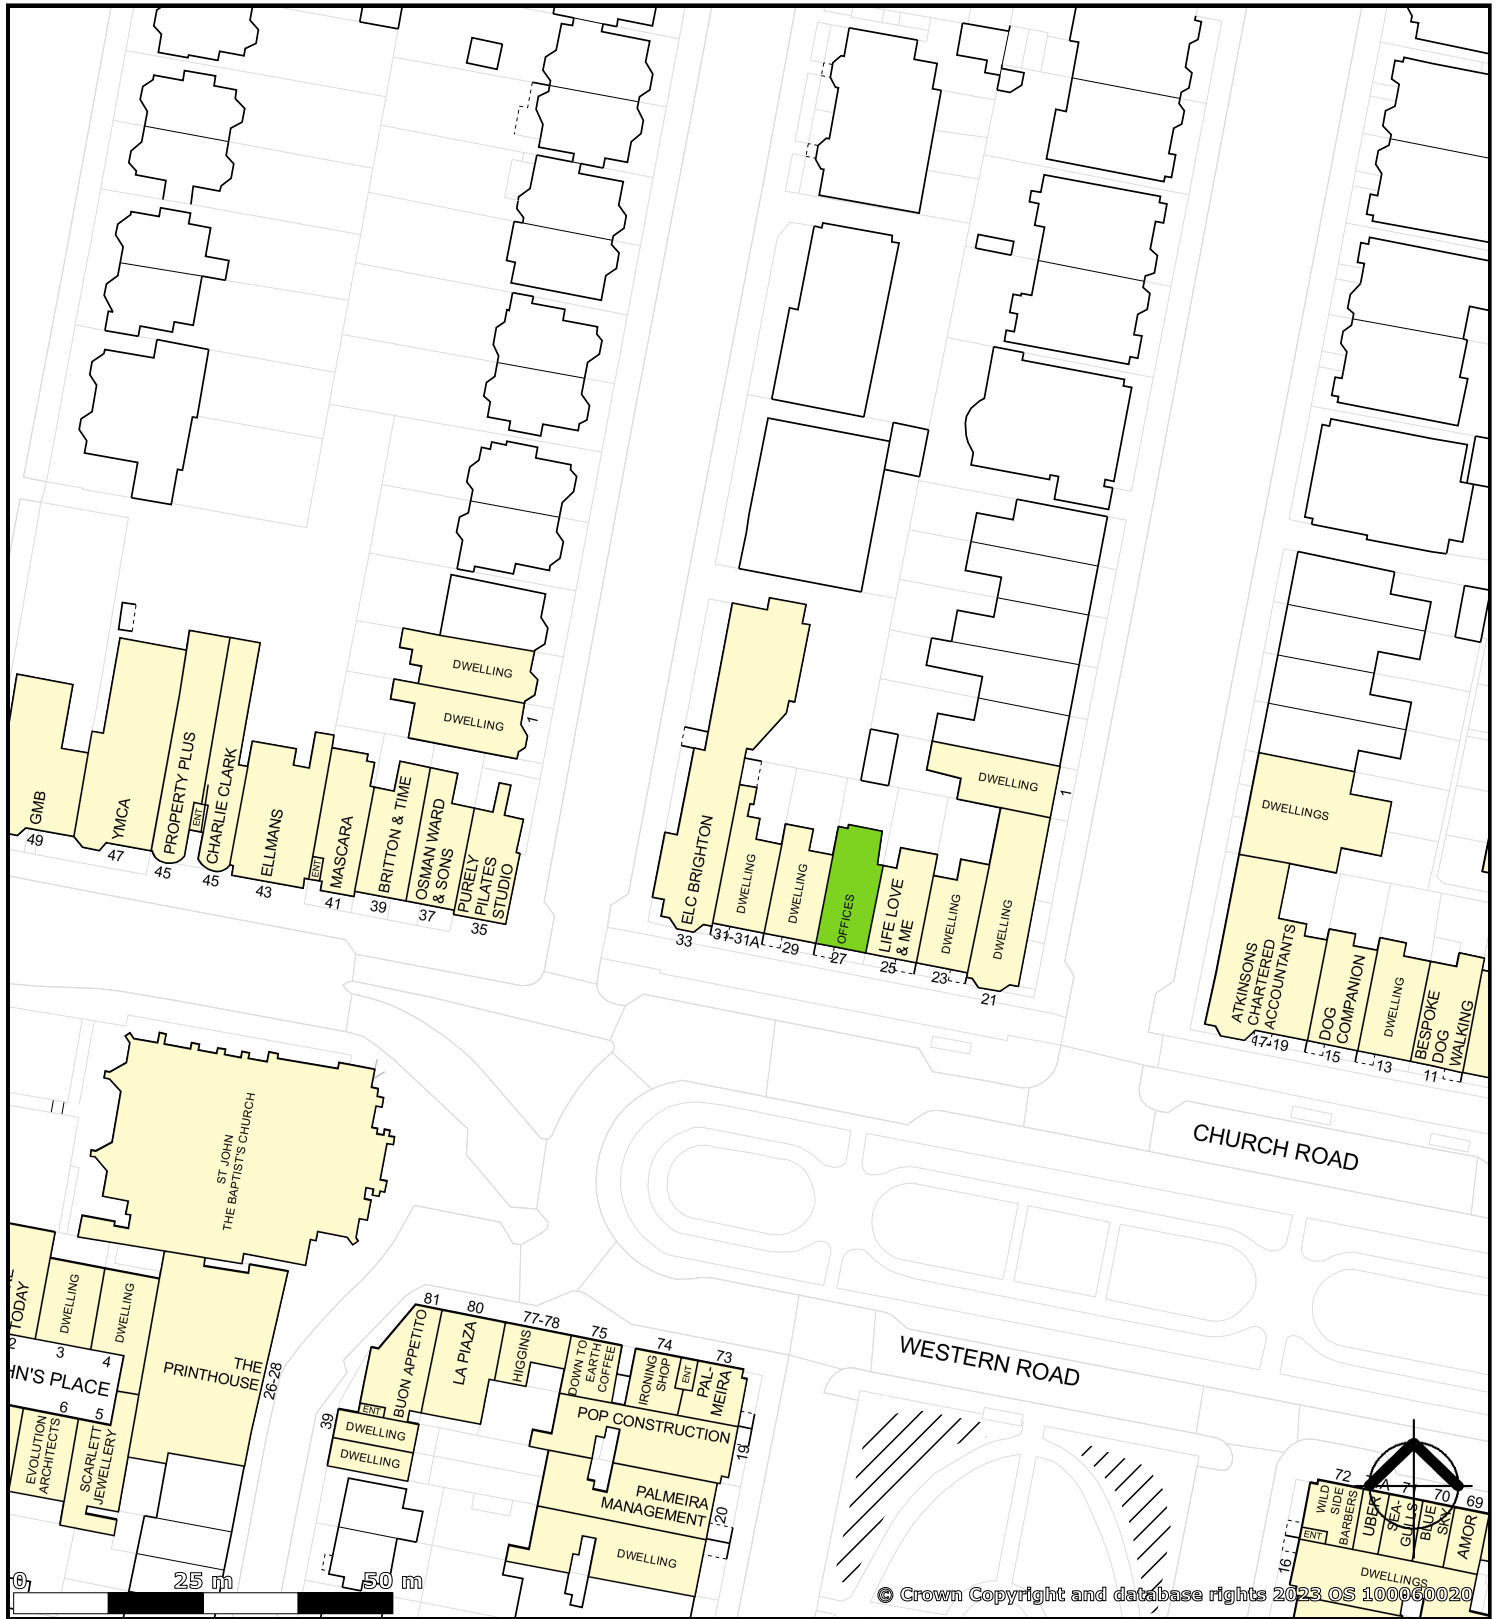 DWELLING
DWELLING
1
GMB
49
YMCA
47
PROPERTY PLUS
45
ENT
CHARLIE CLARK
45
ELLMANS
43
ENT
MASCARA
41
BRITTON & TIME
39
OSMAN WARD
& SONS
37
PURELY
PILATES
STUDIO
35
ELC BRIGHTON
33
DWELLING
31-31A
DWELLING
29
OFFICES
27
LIFE LOVE
& ME
25
DWELLING
23
DWELLING
21
DWELLING
1
DWELLINGS
ATKINSONS
CHARTERED
ACCOUNTANTS
17-19
DOG
COMPANION
15
DWELLING
13
BESPOKE
DOG
WALKING
11
CHURCH ROAD
ST JOHN
THE BAPTIST'S CHURCH
TODAY
2
DWELLING
3
DWELLING
4
THE
PRINTHOUSE
26-28
HN'S PLACE
6
5
EVOLUTION
ARCHITECTS
SCARLETT
JEWELLERY
81
BUON APPETITO
ENT
80
LA PIAZA
77-78
HIGGINS
75
DOWN TO
EARTH
COFFEE
74
IRONING
SHOP
ENT
73
PAL-
MEIRA
39
DWELLING
DWELLING
POP CONSTRUCTION
19
PALMEIRA
MANAGEMENT
20
DWELLING
WESTERN ROAD
72
70
69
WILD
SIDE
BARBERS
UBER
SEA-
GULLS
BLUE
SKY
AMOR
ENT
16
DWELLINGS
0
25 m
50 m
© Crown Copyright and database rights 2023 OS 100060020